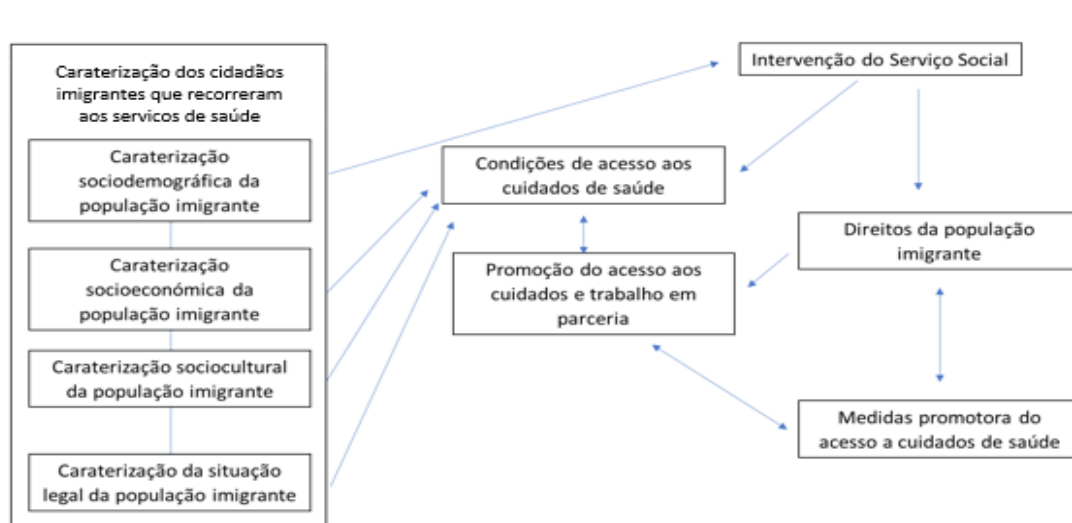 Caraterização dos cidadãos
imigrantes que recorreram
aos servicos de saúde
Caraterização
sociodemográfica da
população imigrante
Caraterização
socioeconómica da
população imigrante
Caraterização sociocultural
da população imigrante
Caraterização da situação
legal da população imigrante
Condições de acesso aos
cuidados de saúde
Promoção do acesso aos
cuidados e trabalho em
parceria
Intervenção do Serviço Social
Direitos da população
imigrante
Medidas promotora do
acesso a cuidados de saúde